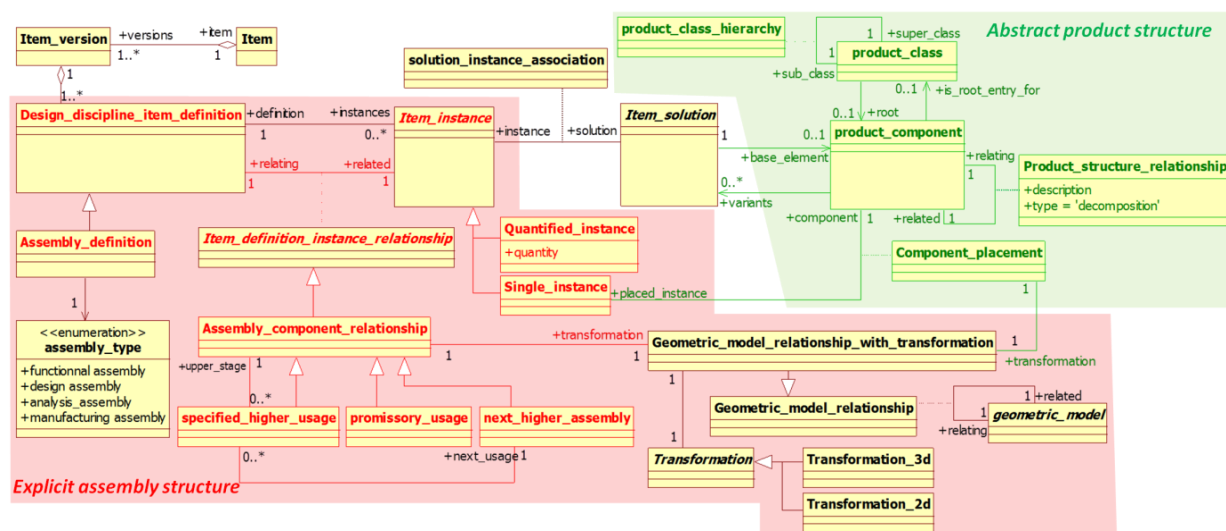 Item_version
+versions
1..*
+item
1
Item
1
1..*
solution_instance_association
product_class_hierarchy
1
+super_class
1
product_class
+sub_class
Abstract product structure
0..1
+is_root_entry_for
0..1
+root
Design_discipline_item_definition
+definition
1
+instances
0..*
Item_instance
+instance
+solution
Item_solution
1
0..1
+base_element
product_component
+relating
1
Product_structure_relationship
+description
+type = 'decomposition'
+relating
1
+related
1
0..*
+variants
+component
1
+related
1
Assembly_definition
Item_definition_instance_relationship
Quantified_instance
+quantity
Single_instance
+placed_instance
Component_placement
1
1
<<enumeration>>
assembly_type
+functionnal assembly
+design assembly
+analysis_assembly
+manufacturing assembly
Assembly_component_relationship
+transformation
1
1
Geometric_model_relationship_with_transformation
1
+transformation
+upper_stage
1
0..*
1
specified_higher_usage
promissory_usage
next_higher_assembly
Geometric_model_relationship
1
+related
1
+relating
geometric_model
0..*
+next_usage
1
1
Transformation
Transformation_3d
Transformation_2d
Explicit assembly structure